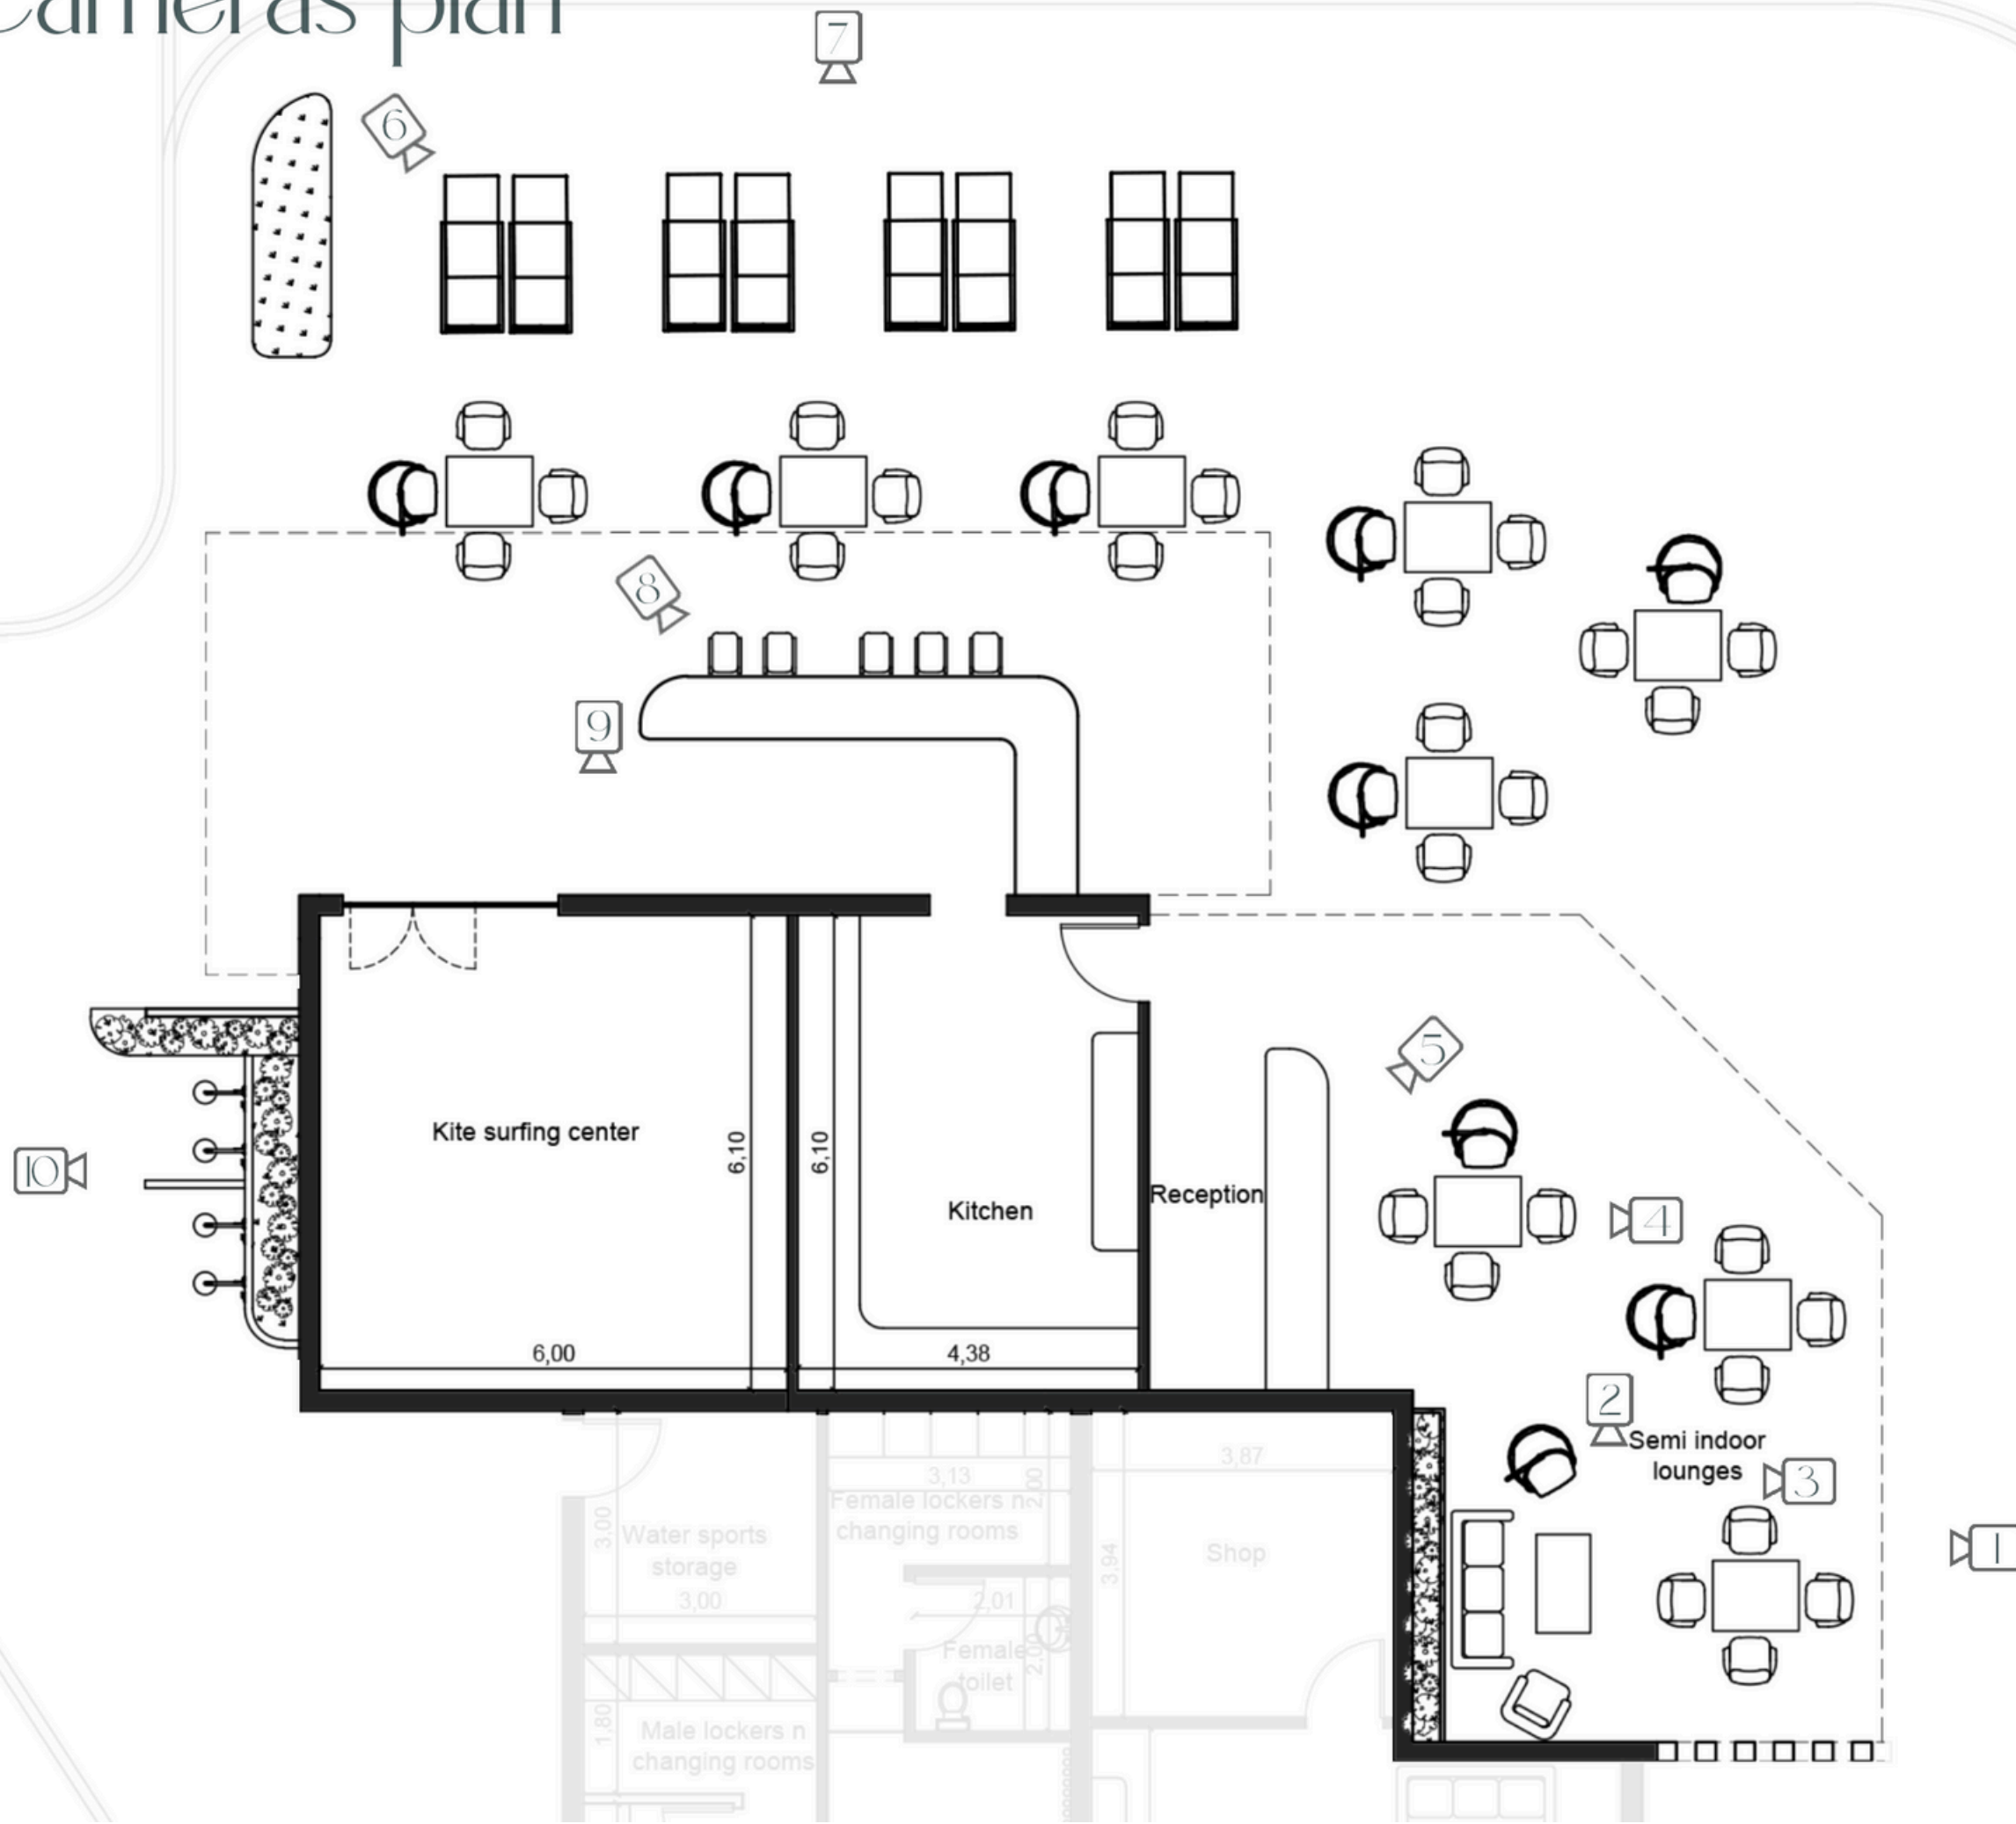 Cameras plan
7
6
8
9
5
Kite surfing center
6,10
6,10
10
Reception
Kitchen
4
6,00
4,38
2
Semi indoor
lounges
3
3,87
3,13
2,00
Female lockers n
changing rooms
3.00
Water sports
storage
3,00
3.94
Shop
1
2,01
Female
toilet
2,00
1.80
Male lockers n
changing rooms